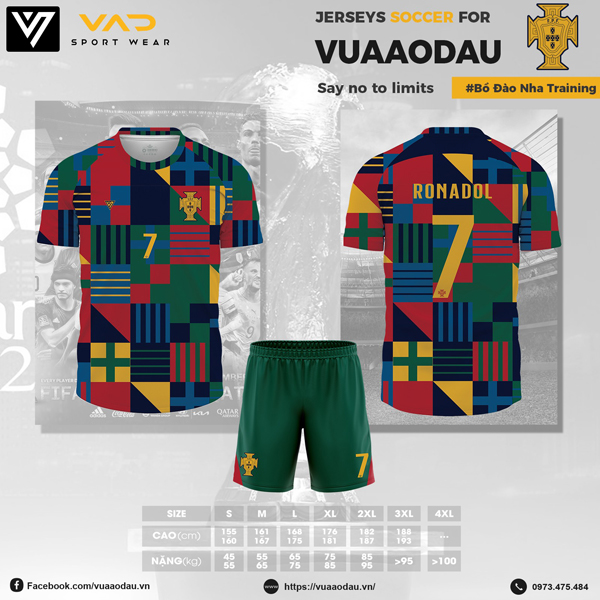 VAD
SPORT WEAR
JERSEYS SOCCER FOR
VUAAODAU
Say no to limits
#Bồ Đào Nha Training
7
RONADOL
7
7
SIZE S M L XL 2XL 3XL 4XL
CAO(cm) 155 160 161 167 168 175 176 181 182 187 188 193 ...
NẶNG(kg) 45 55 55 65 65 75 75 85 85 95 >95 >100
Facebook.com/vuaaodau.vn
https://vuaaodau.vn/
0973.475.484